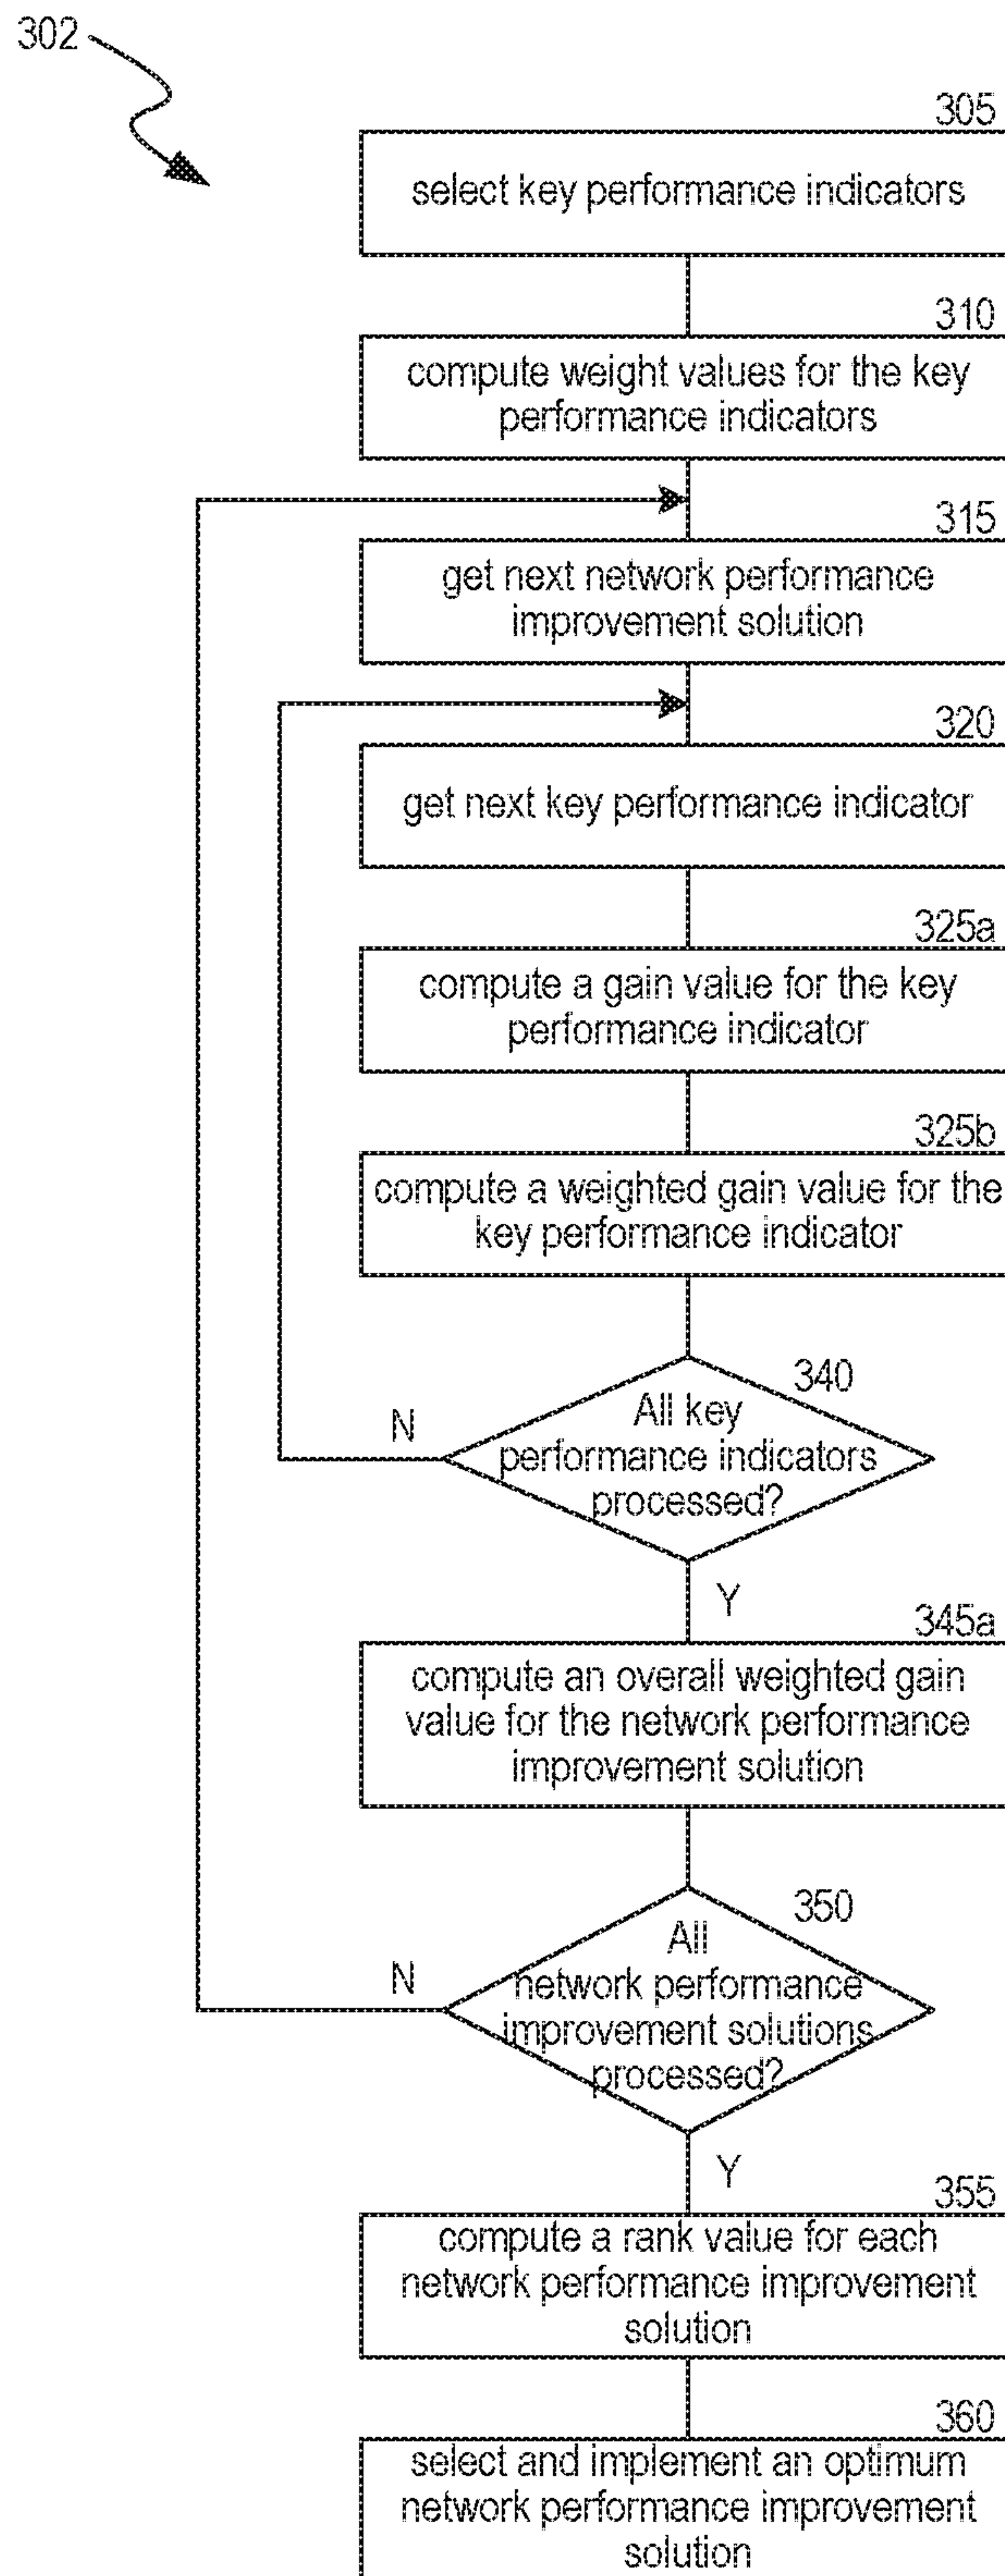 302
305
select key performance indicators
310
compute weight values for the key
performance indicators
315
get next network performance
improvement solution
320
get next key performance indicator
325a
compute a gain value for the key
performance indicator
325b
compute a weighted gain value for the
key performance indicator
340
All key
performance indicators
processed?
N
Y
345a
compute an overall weighted gain
value for the network performance
improvement solution
350
All
network performance
improvement solutions
processed?
N
Y
355
compute a rank value for each
network performance improvement
solution
360
select and implement an optimum
network performance improvement
solution